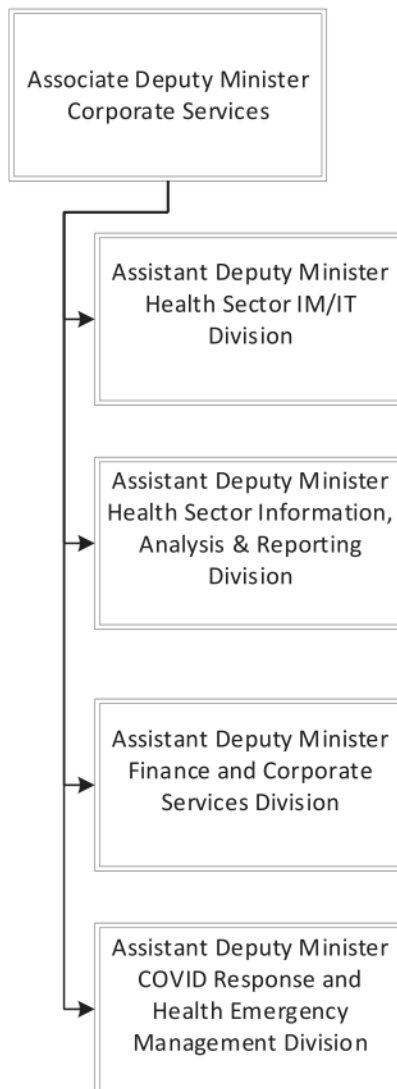 Associate Deputy Minister
Corporate Services
Assistant Deputy Minister
Health Sector IM/IT
Division
Assistant Deputy Minister
Health Sector Information,
Analysis & Reporting
Division
Assistant Deputy Minister
Finance and Corporate
Services Division
Assistant Deputy Minister
COVID Response and
Health Emergency
Management Division